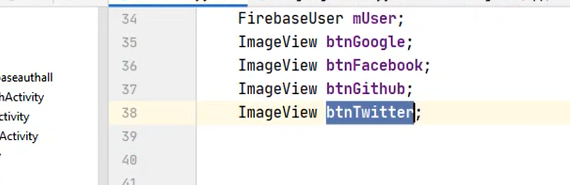 34 FirebaseUser mUser;
35 ImageView btnGoogle;
36 ImageView btnFacebook;
37 ImageView btnGithub;
38 ImageView btnTwitter;
39
40
41
baseauthall
hActivity
ctivity
Activity